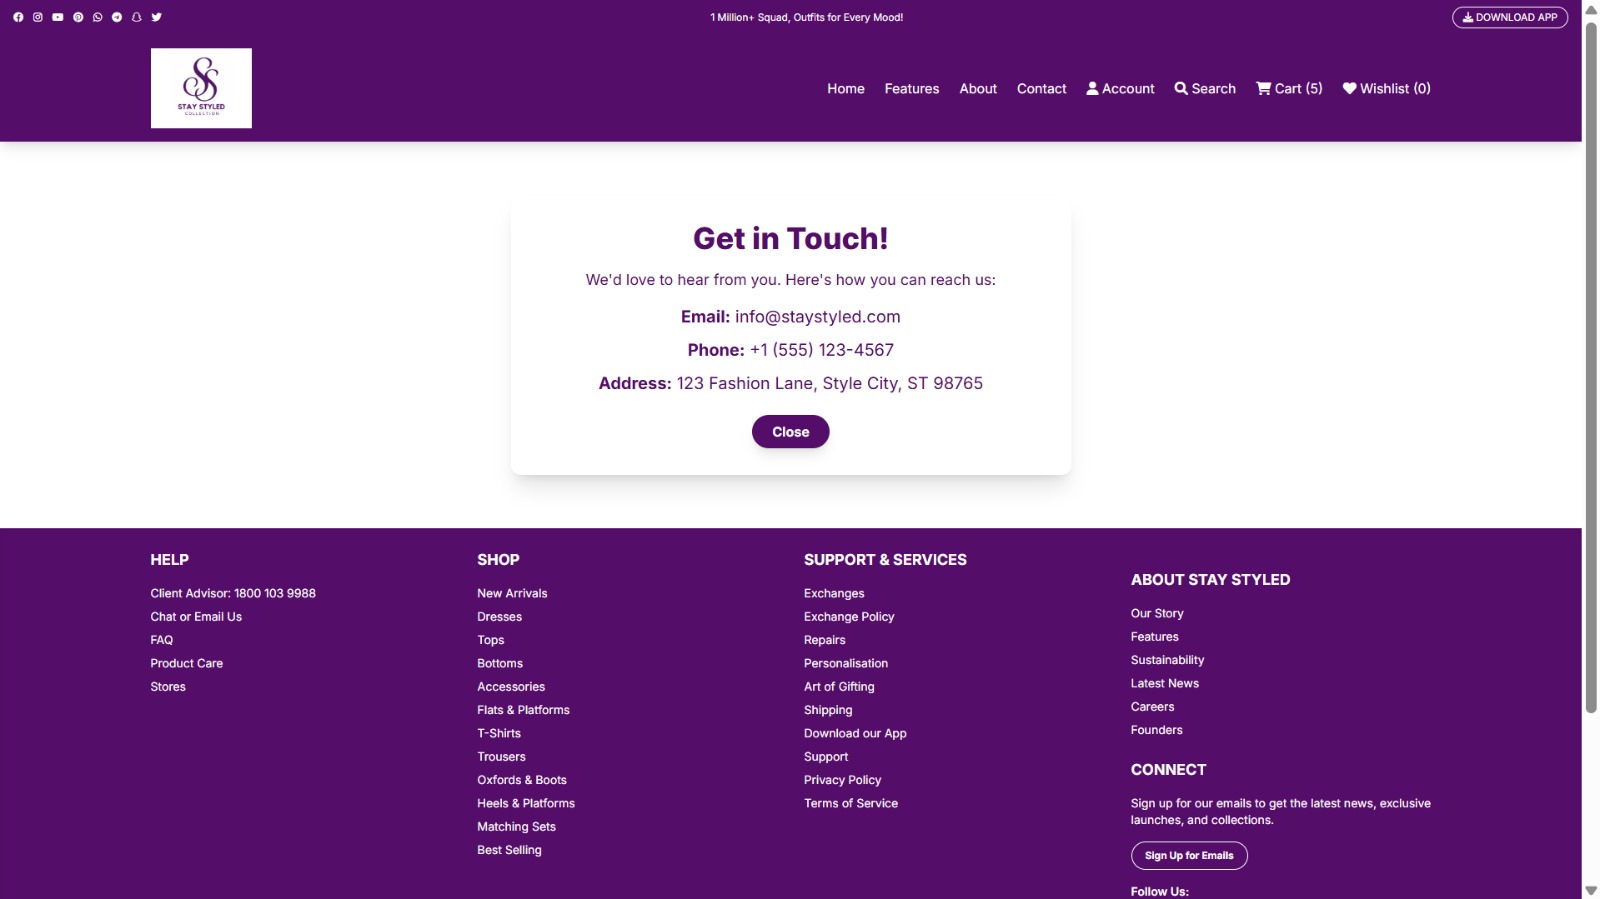 1 Million+ Squad, Outfits for Every Mood!
DOWNLOAD APP
SS
STAY STYLED
COLLECTION
Home
Features
About
Contact
Account
Search
Cart (5)
Wishlist (0)
Get in Touch!
We'd love to hear from you. Here's how you can reach us:
Email: info@staystyled.com
Phone: +1 (555) 123-4567
Address: 123 Fashion Lane, Style City, ST 98765
Close
HELP
Client Advisor: 1800 103 9988
Chat or Email Us
FAQ
Product Care
Stores
SHOP
New Arrivals
Dresses
Tops
Bottoms
Accessories
Flats & Platforms
T-Shirts
Trousers
Oxfords & Boots
Heels & Platforms
Matching Sets
Best Selling
SUPPORT & SERVICES
Exchanges
Exchange Policy
Repairs
Personalisation
Art of Gifting
Shipping
Download our App
Support
Privacy Policy
Terms of Service
ABOUT STAY STYLED
Our Story
Features
Sustainability
Latest News
Careers
Founders
CONNECT
Sign up for our emails to get the latest news, exclusive
launches, and collections.
Sign Up for Emails
Follow Us: